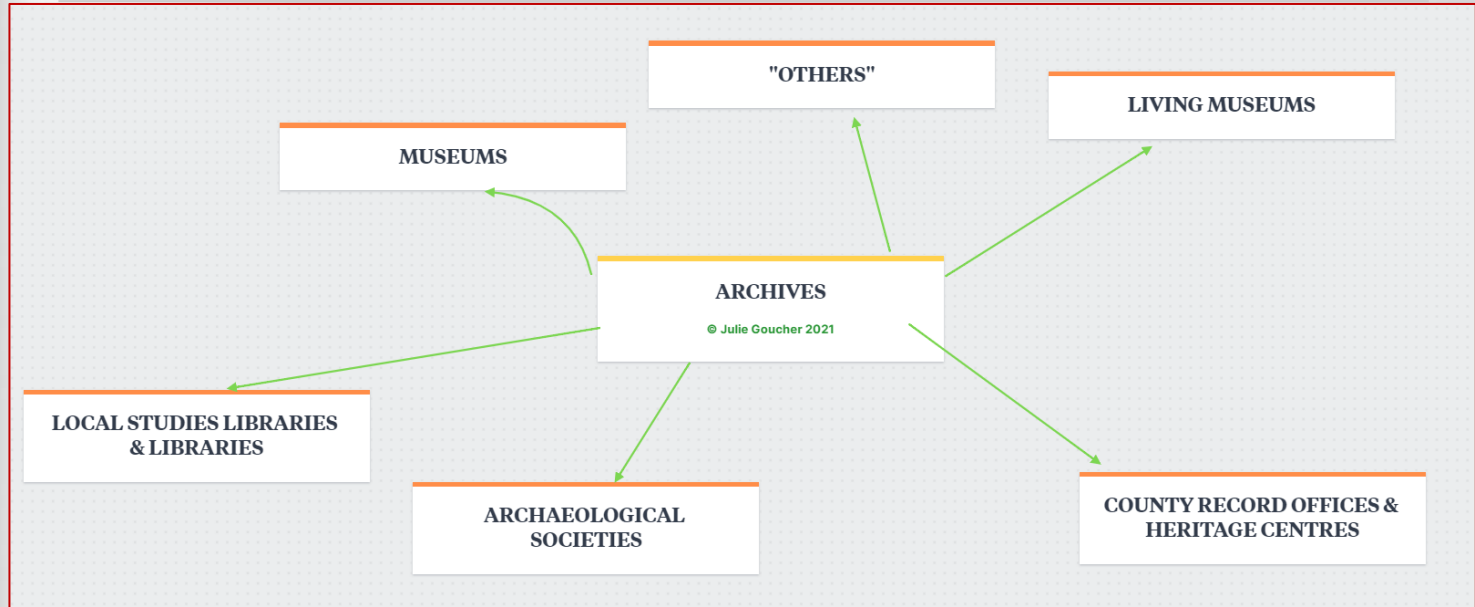 "OTHERS"
LIVING MUSEUMS
MUSEUMS
ARCHIVES
© Julie Goucher 2021
LOCAL STUDIES LIBRARIES
& LIBRARIES
ARCHAEOLOGICAL
SOCIETIES
COUNTY RECORD OFFICES &
HERITAGE CENTRES